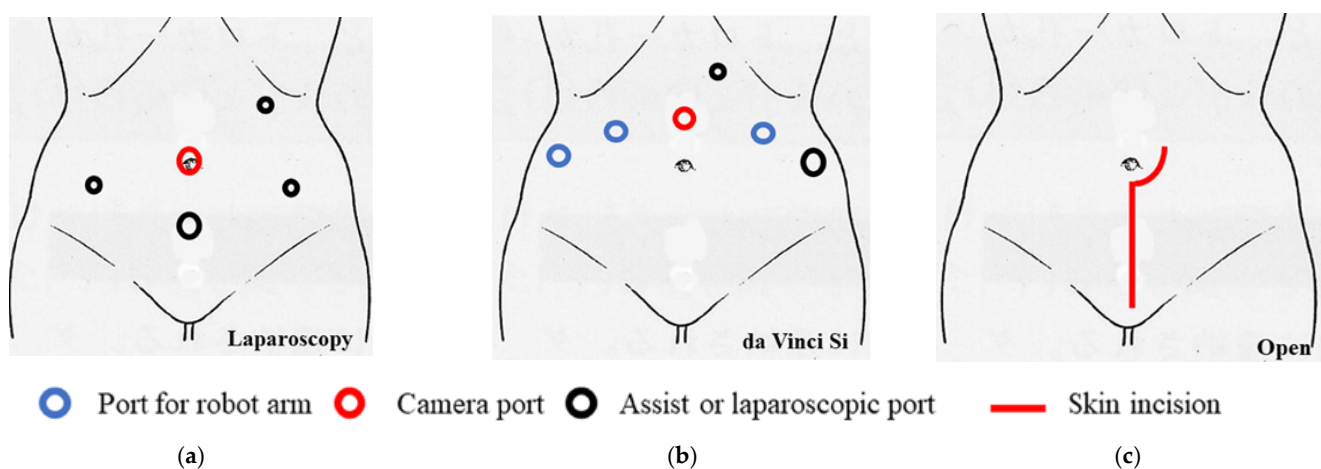 Laparoscopy
da Vinci Si
Open
Port for robot arm
Camera port
Assist or laparoscopic port
Skin incision
(a)
(b)
(c)